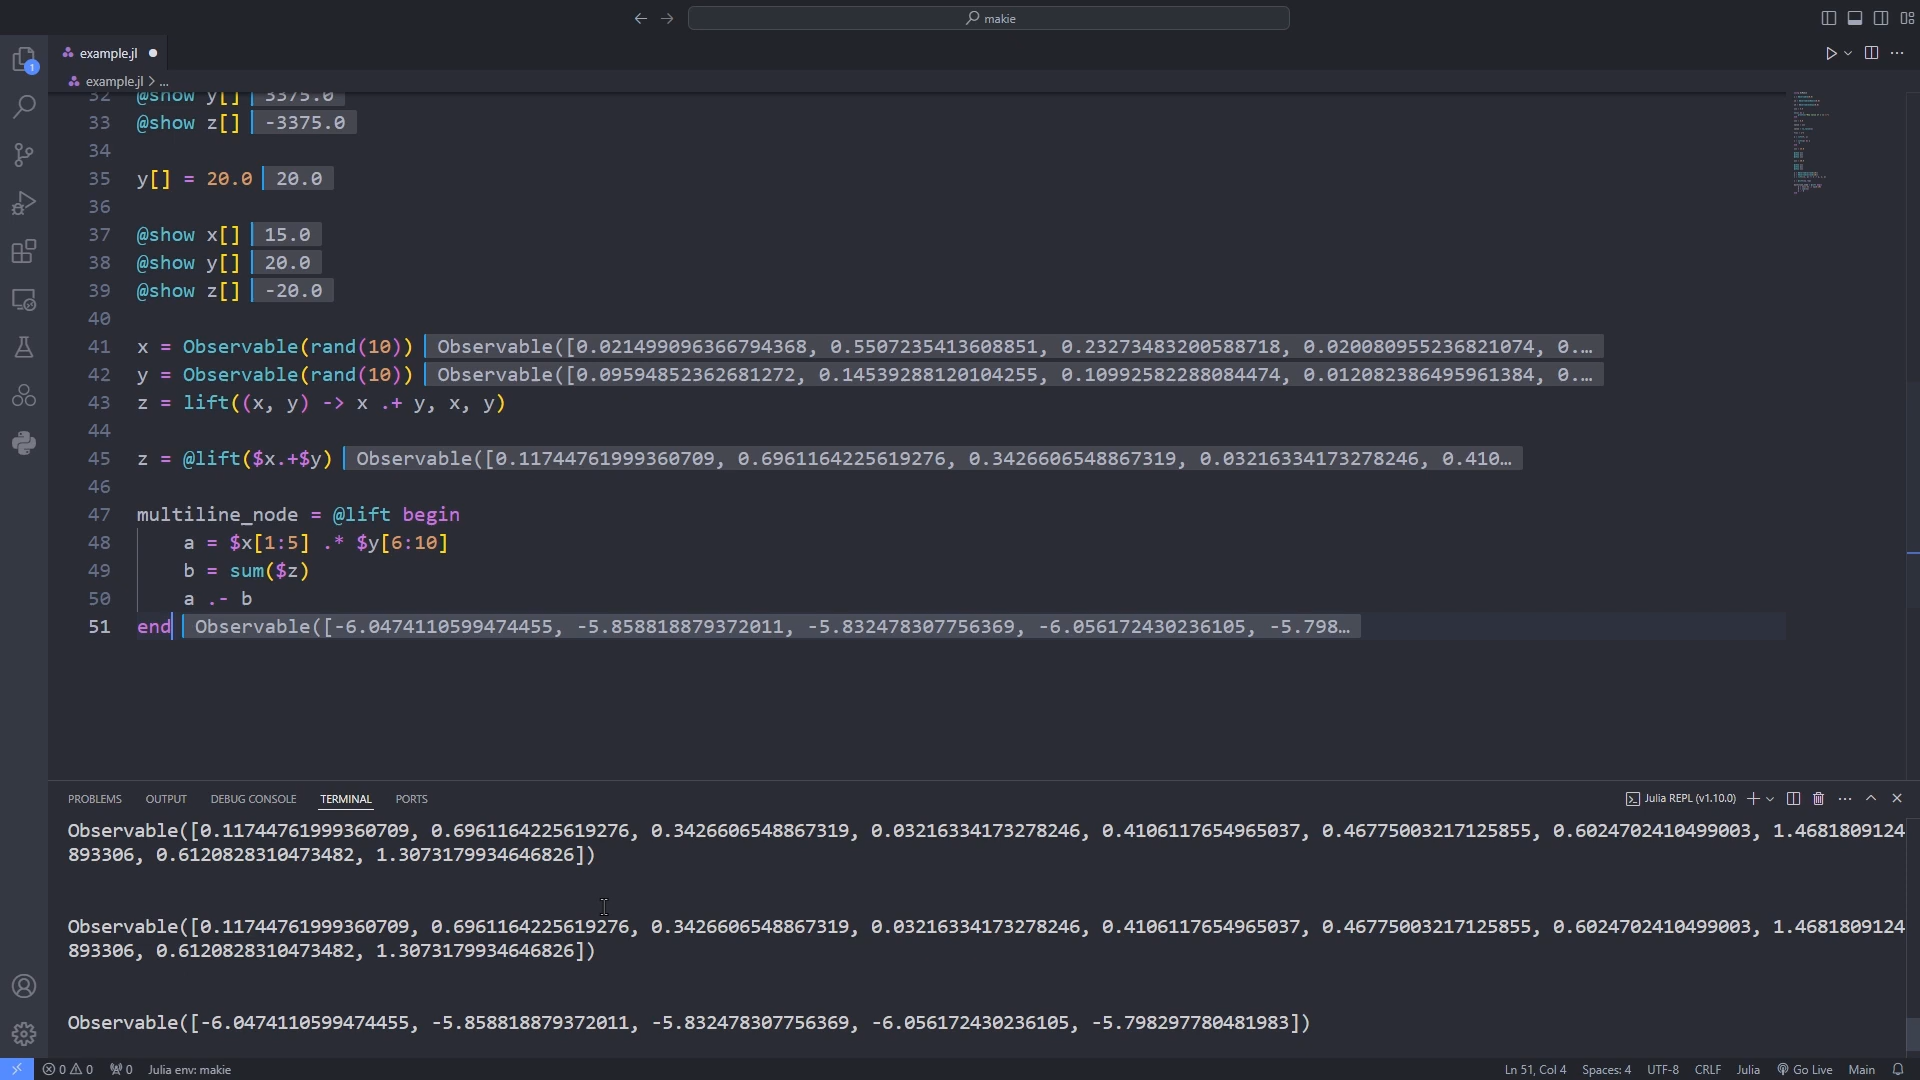 makie
example.jl
example.jl > ...
1
32 @show y[] 3375.0
33 @show z[] -3375.0
34
35 y[] = 20.0 20.0
36
37 @show x[] 15.0
38 @show y[] 20.0
39 @show z[] -20.0
40
41 x = Observable(rand(10)) Observable([0.021499096366794368, 0.5507235413608851, 0.23273483200588718, 0.020080955236821074, 0.…
42 y = Observable(rand(10)) Observable([0.09594852362681272, 0.14539288120104255, 0.10992582288084474, 0.012082386495961384, 0.…
43 z = lift((x, y) -> x .+ y, x, y)
44
45 z = @lift($x.+$y) Observable([0.11744761999360709, 0.6961164225619276, 0.3426606548867319, 0.03216334173278246, 0.410…
46
47 multiline_node = @lift begin
48 a = $x[1:5] .* $y[6:10]
49 b = sum($z)
50 a .- b
51 end Observable([-6.0474110599474455, -5.858818879372011, -5.832478307756369, -6.056172430236105, -5.798…
PROBLEMS OUTPUT DEBUG CONSOLE TERMINAL PORTS Julia REPL (v1.10.0)
Observable([0.11744761999360709, 0.6961164225619276, 0.3426606548867319, 0.03216334173278246, 0.4106117654965037, 0.46775003217125855, 0.6024702410499003, 1.4681809124
893306, 0.6120828310473482, 1.3073179934646826])
Observable([0.11744761999360709, 0.6961164225619276, 0.3426606548867319, 0.03216334173278246, 0.4106117654965037, 0.46775003217125855, 0.6024702410499003, 1.4681809124
893306, 0.6120828310473482, 1.3073179934646826])
Observable([-6.0474110599474455, -5.858818879372011, -5.832478307756369, -6.056172430236105, -5.798297780481983])
0 0 0 Julia env: makie Ln 51, Col 4 Spaces: 4 UTF-8 CRLF Julia Go Live Main